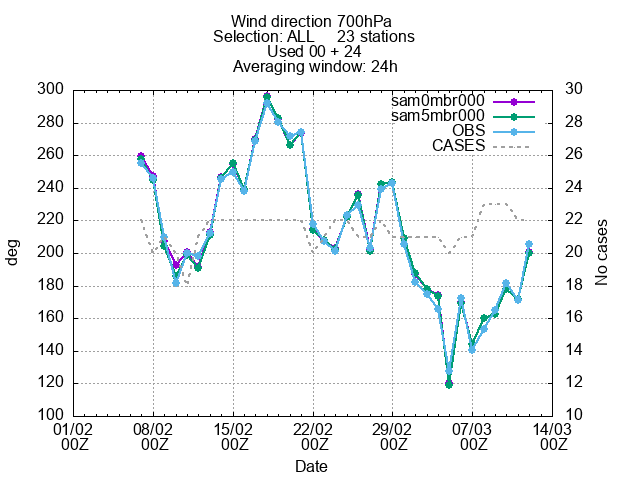 Wind direction 700hPa
Selection: ALL 23 stations
Used 00 + 24
Averaging window: 24h
300 30
280 28
260 26
240 24
220 22
200 20
180 18
160 16
140 14
120 12
100 10
sam0mbr000
sam5mbr000
OBS
CASES
deg
No cases
01/02 08/02 15/02 22/02 29/02 07/03 14/03
00Z 00Z 00Z 00Z 00Z 00Z 00Z
Date